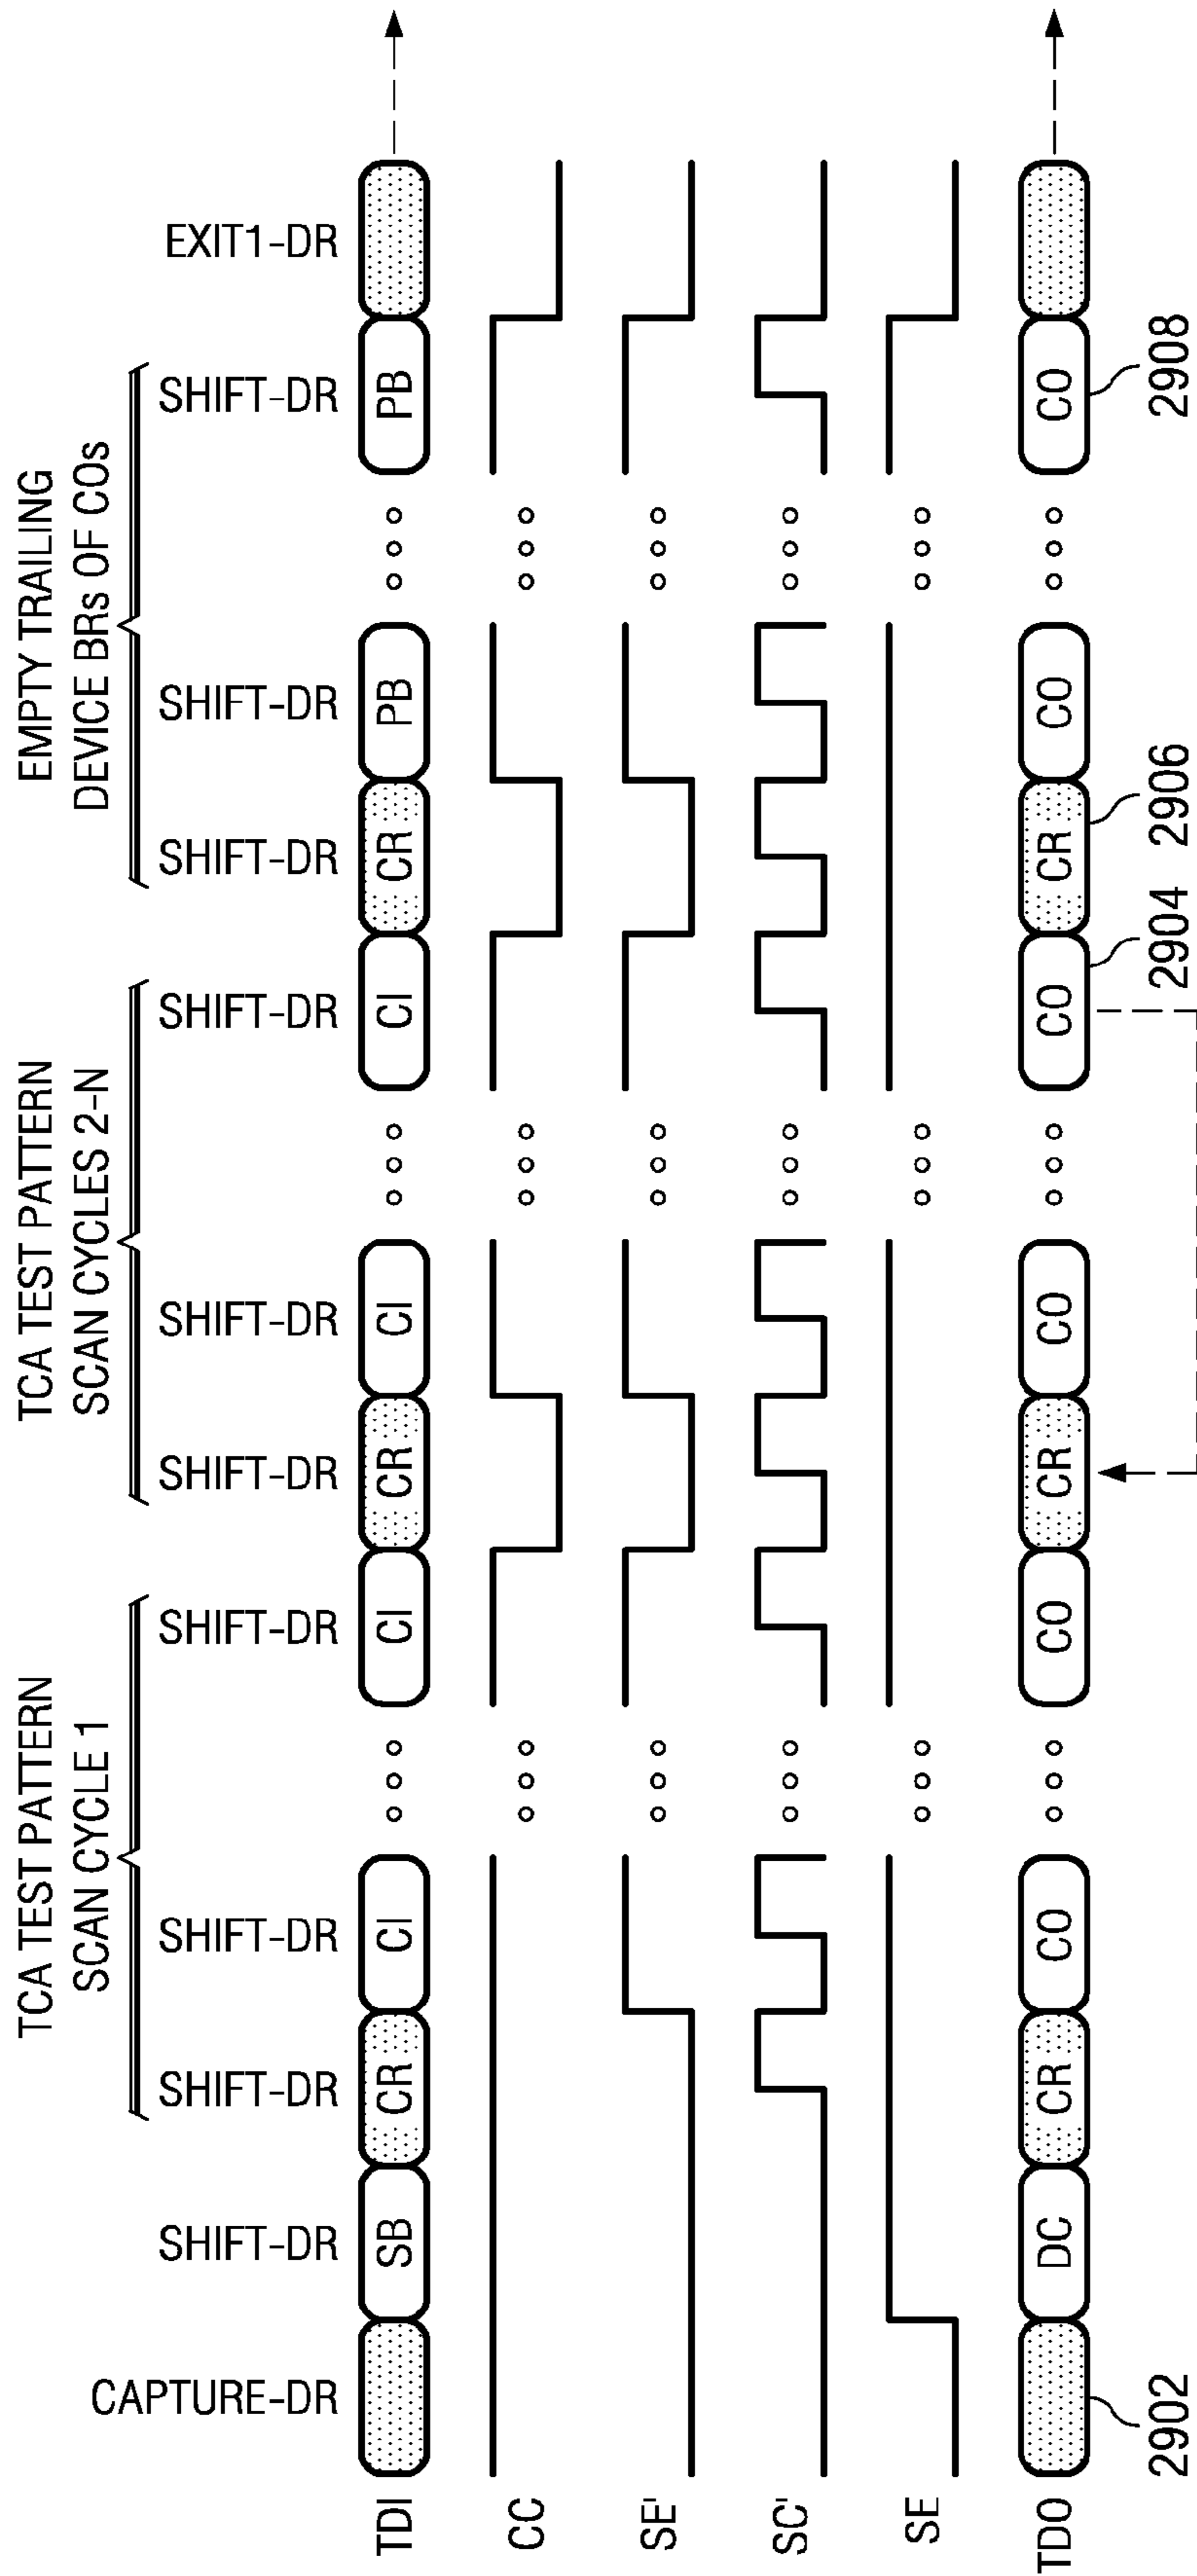 TCA TEST PATTERN
SCAN CYCLE 1
TCA TEST PATTERN
SCAN CYCLES 2-N
EMPTY TRAILING
DEVICE BRs OF COs
CAPTURE-DR SHIFT-DR SHIFT-DR SHIFT-DR SHIFT-DR SHIFT-DR SHIFT-DR SHIFT-DR SHIFT-DR SHIFT-DR SHIFT-DR EXIT1-DR
TDI SB CR CI CI CR CI CI CR PB PB
CC
SE'
SC'
SE
TDO DC CR CO CO CR CO CO CR CO CO
2902 2904 2906 2908